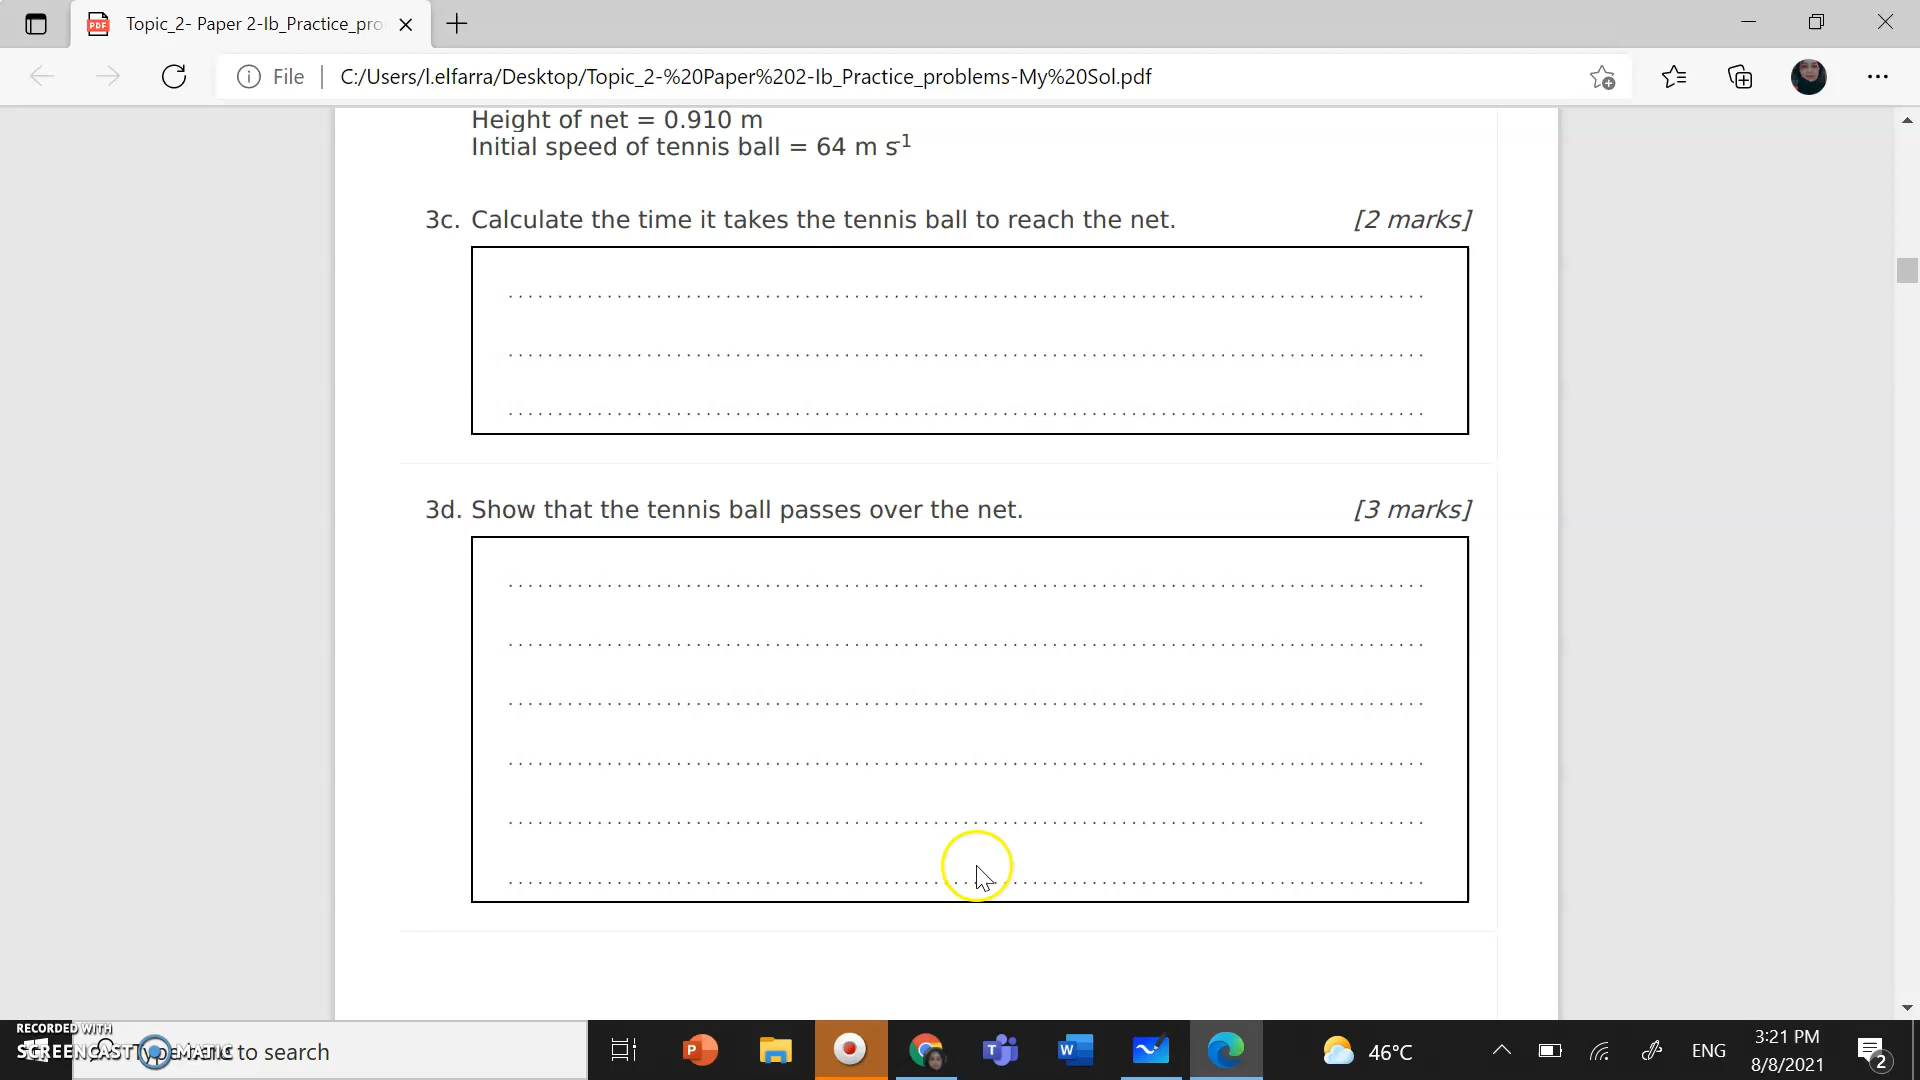 Topic_2- Paper 2-Ib_Practice_pro
File
C:/Users/l.elfarra/Desktop/Topic_2-%20Paper%202-Ib_Practice_problems-My%20Sol.pdf
Height of net = 0.910 m
Initial speed of tennis ball = 64 m s-1
3c. Calculate the time it takes the tennis ball to reach the net. [2 marks]
3d. Show that the tennis ball passes over the net. [3 marks]
RECORDED WITH
SCREENCAST MATIC
to search
46°C
ENG
3:21 PM
8/8/2021
2